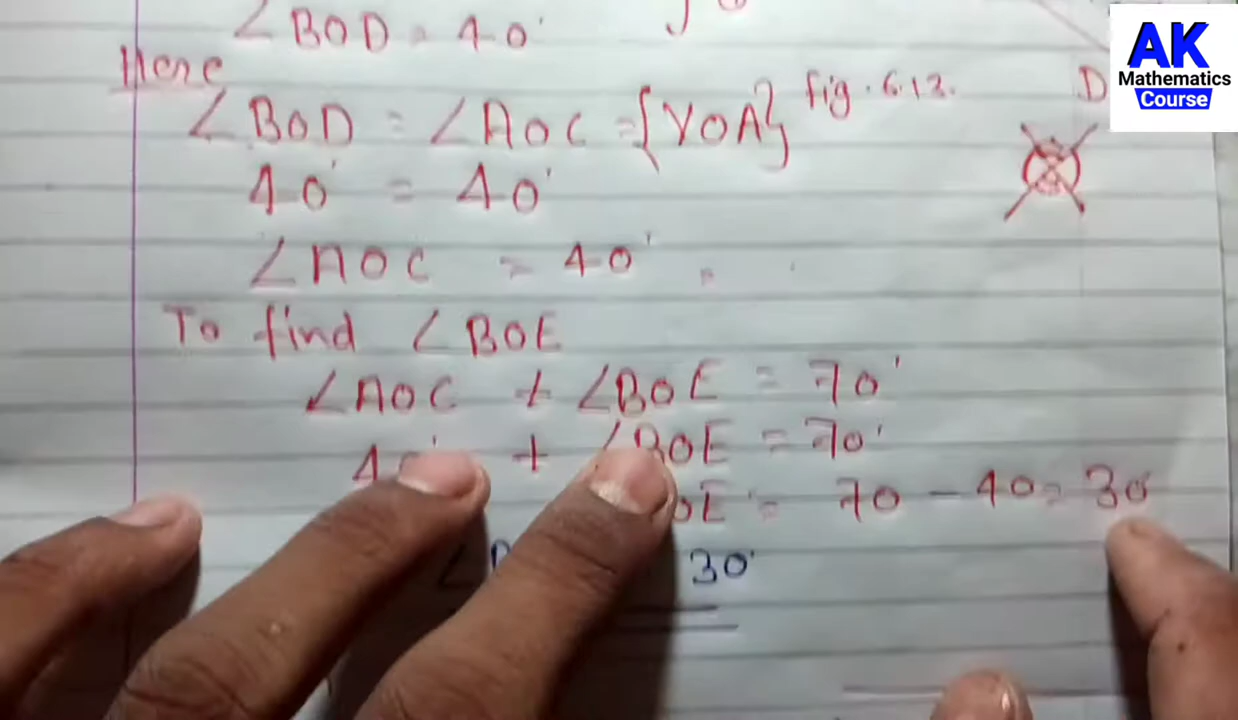 ∠BOD = 40°
Here
∠BOD = ∠AOC = {VOA} fig. 6.13.
40° = 40°
∠AOC = 40°
To find ∠BOE
∠AOC + ∠BOE = 70°
+ ∠BOE = 70°
= 70 - 40 = 30
30°
D
AK
Mathematics
Course